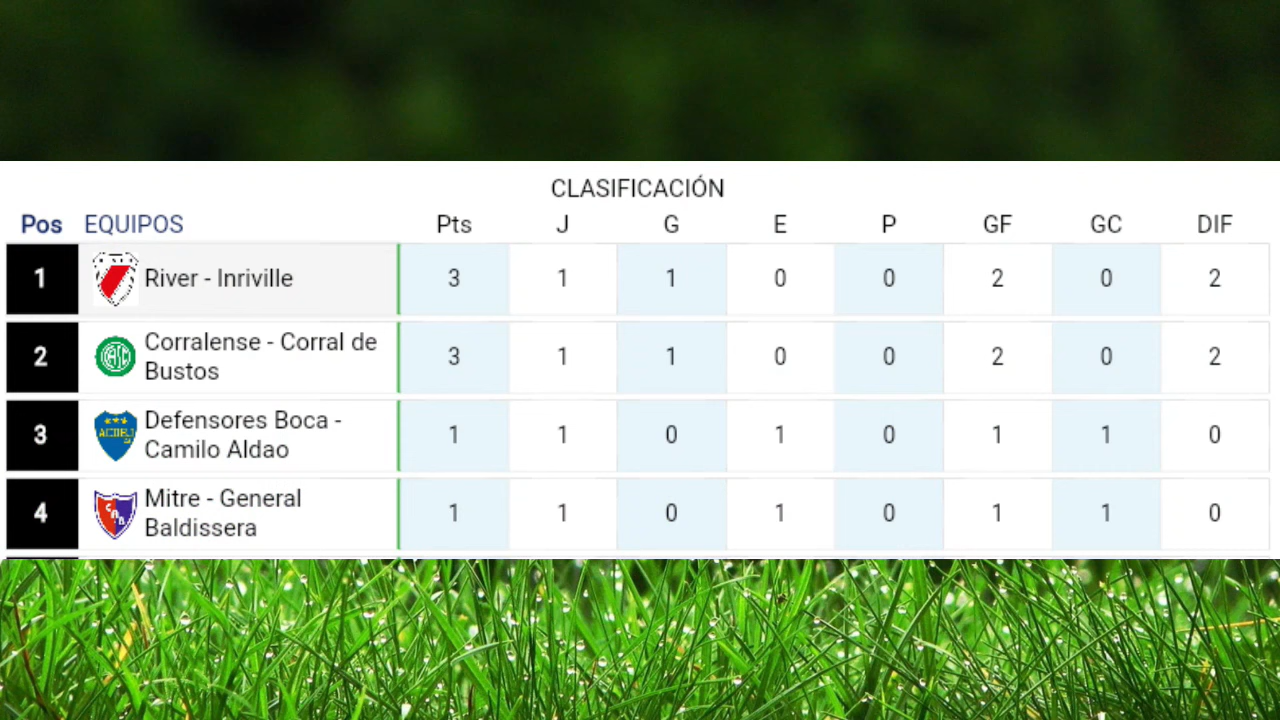 CLASIFICACIÓN
Pos EQUIPOS Pts J G E P GF GC DIF
1 River - Inriville 3 1 1 0 0 2 0 2
2 Corralense - Corral de
Bustos 3 1 1 0 0 2 0 2
3 Defensores Boca -
Camilo Aldao 1 1 0 1 0 1 1 0
4 Mitre - General
Baldissera 1 1 0 1 0 1 1 0